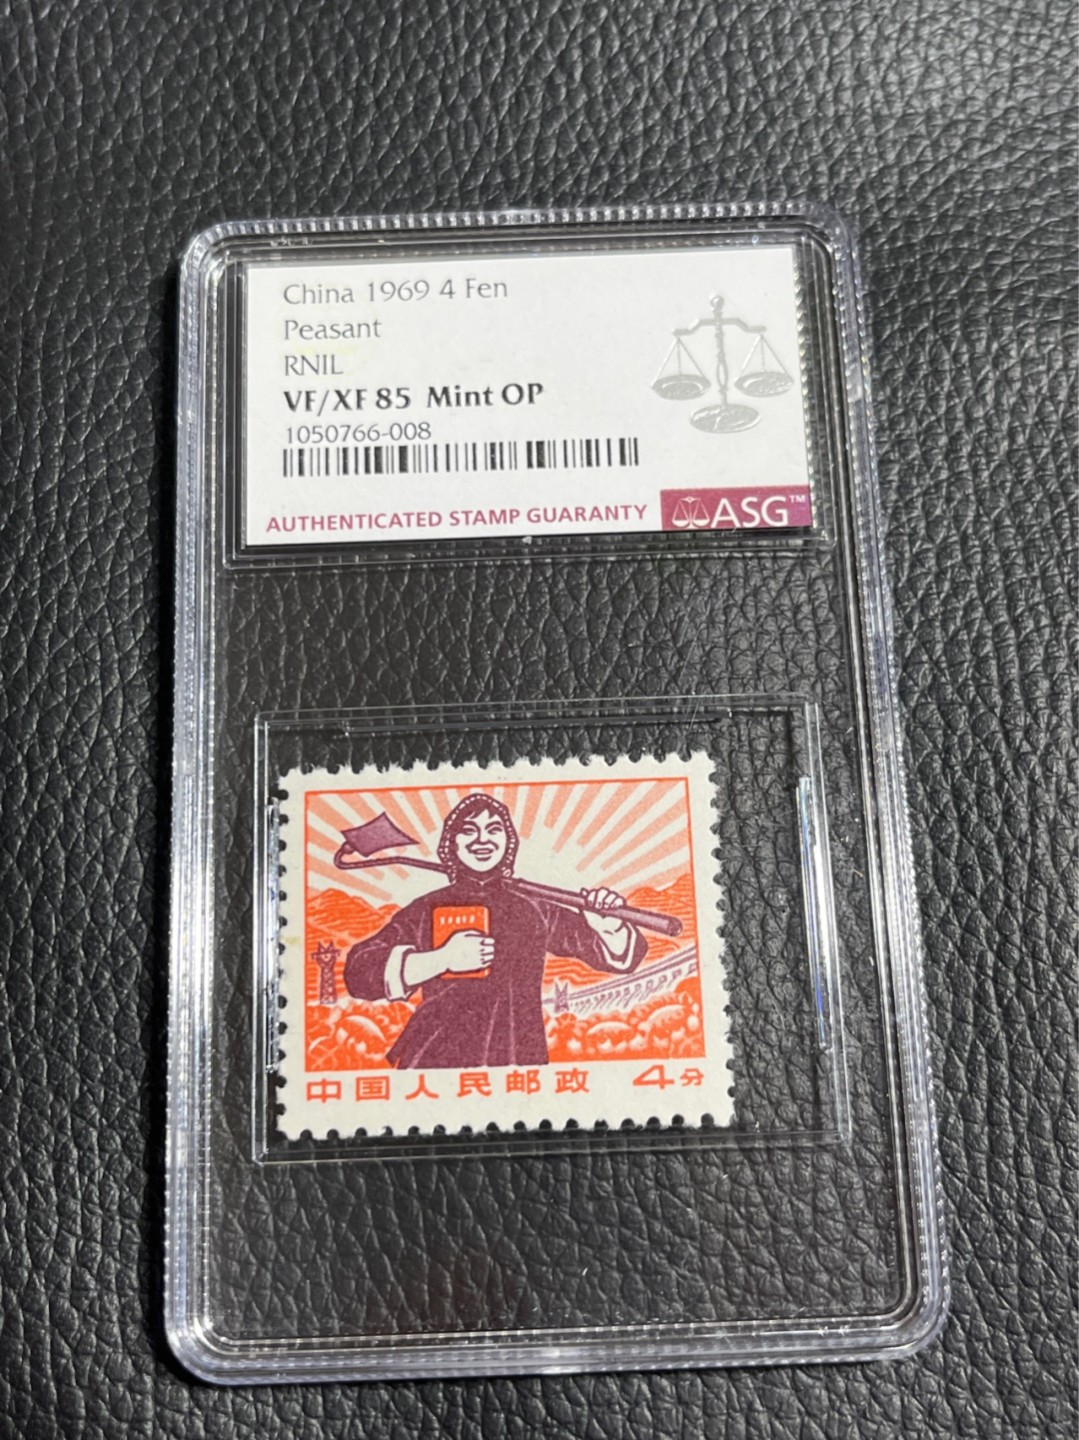 China 1969 4 Fen
Peasant
RNIL
VF/XF 85 Mint OP
1050766-008
AUTHENTICATED STAMP GUARANTY ASG™
中国人民邮政 4分